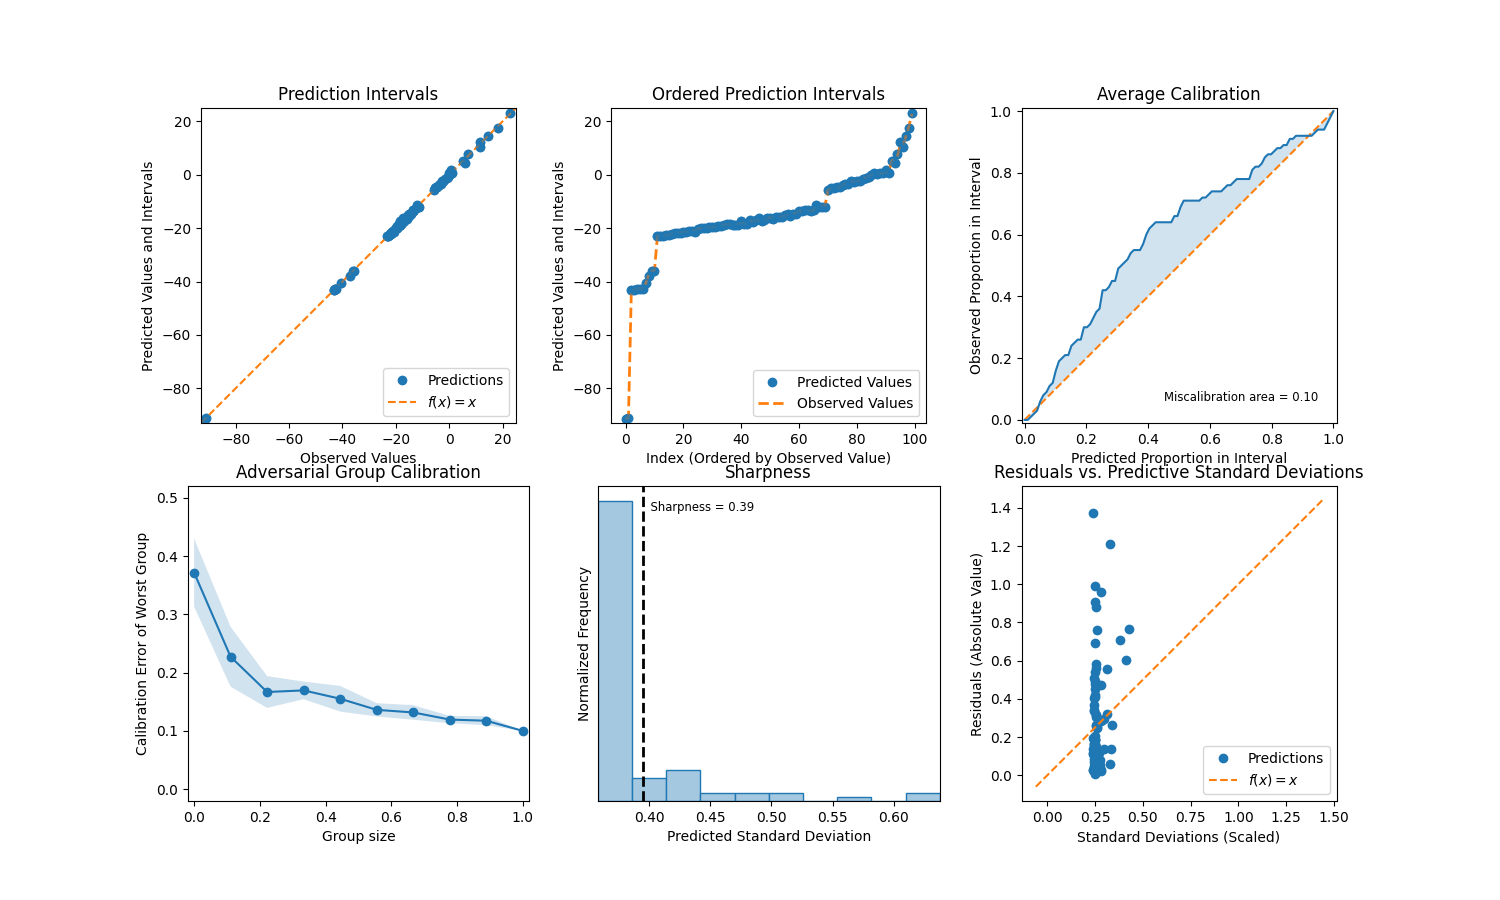 Prediction Intervals
Predicted Values and Intervals
20
0
−20
−40
−60
−80
Predictions
f(x) = x
−80 −60 −40 −20 0 20
Observed Values
Ordered Prediction Intervals
Predicted Values and Intervals
20
0
−20
−40
−60
−80
Predicted Values
Observed Values
0 20 40 60 80 100
Index (Ordered by Observed Value)
Average Calibration
Observed Proportion in Interval
1.0
0.8
0.6
0.4
0.2
0.0
Miscalibration area = 0.10
0.0 0.2 0.4 0.6 0.8 1.0
Predicted Proportion in Interval
Adversarial Group Calibration
Calibration Error of Worst Group
0.5
0.4
0.3
0.2
0.1
0.0
0.0 0.2 0.4 0.6 0.8 1.0
Group size
Sharpness
Normalized Frequency
Sharpness = 0.39
0.40 0.45 0.50 0.55 0.60
Predicted Standard Deviation
Residuals vs. Predictive Standard Deviations
Residuals (Absolute Value)
1.4
1.2
1.0
0.8
0.6
0.4
0.2
0.0
Predictions
f(x) = x
0.00 0.25 0.50 0.75 1.00 1.25 1.50
Standard Deviations (Scaled)